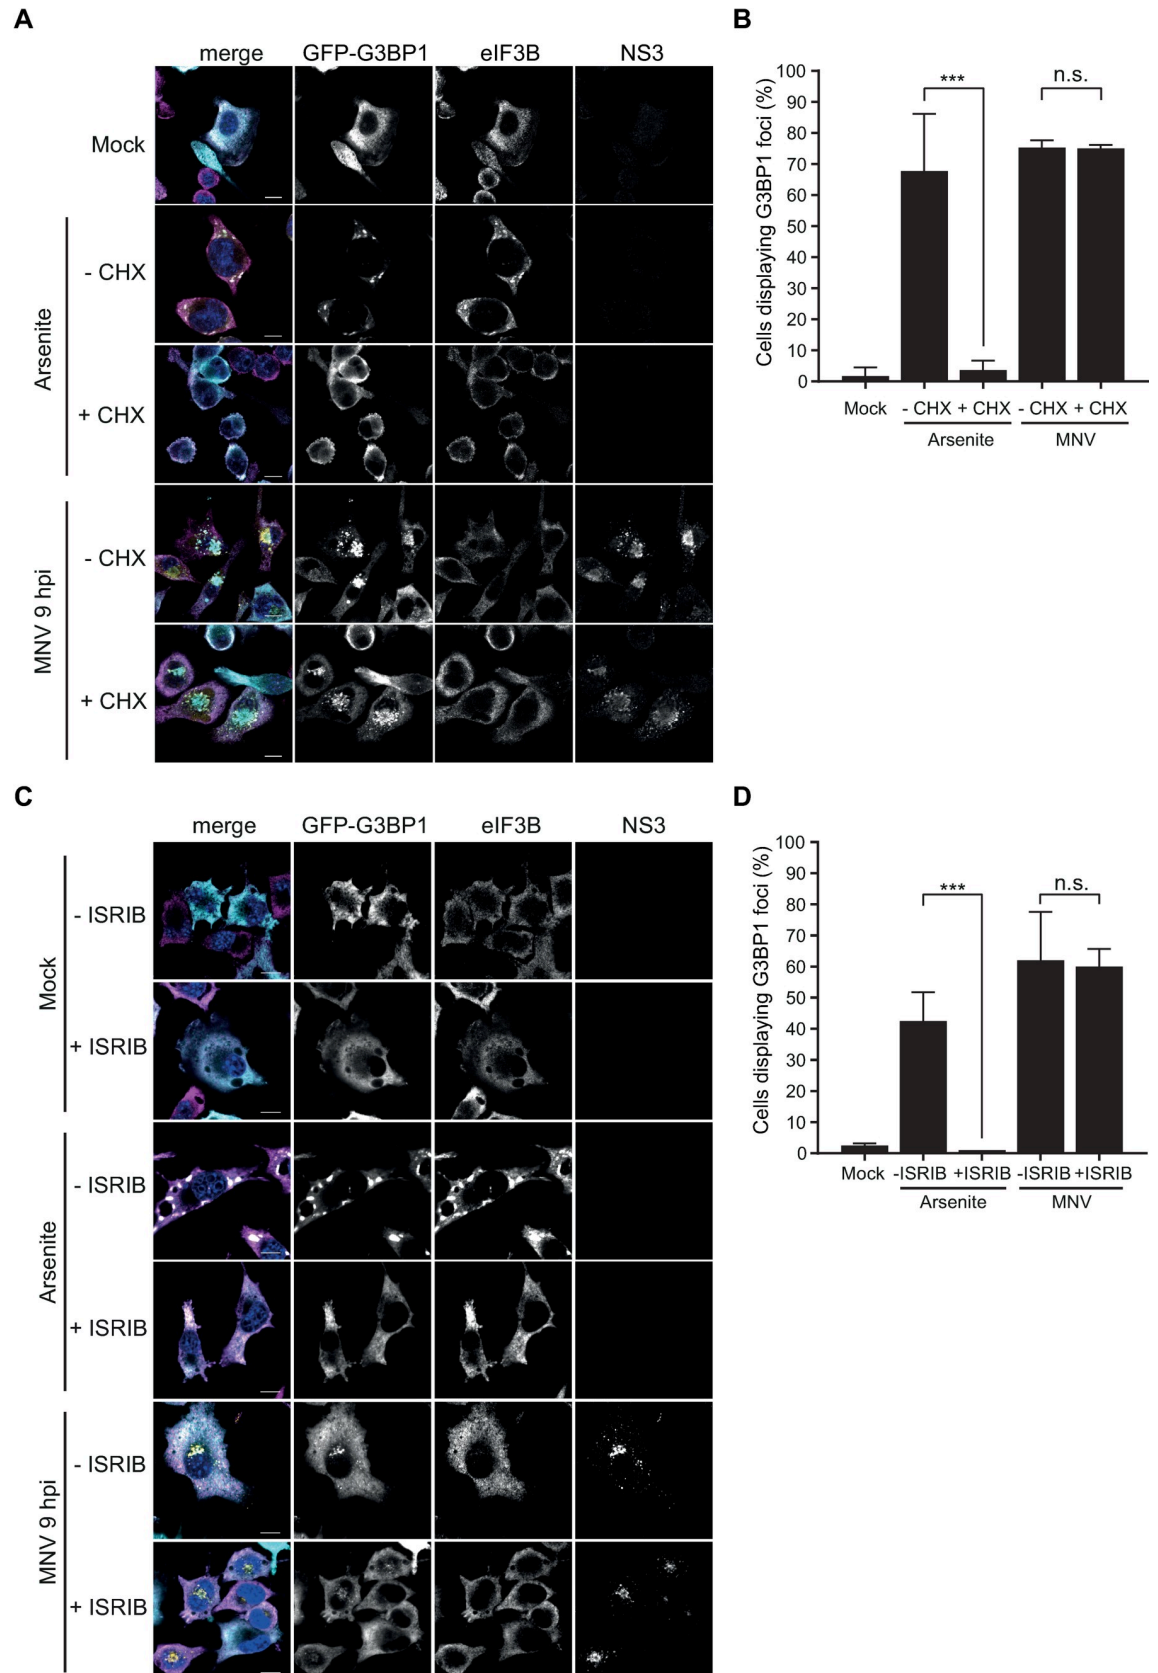 A
merge GFP-G3BP1 eIF3B NS3
Mock
Arsenite
- CHX
+ CHX
MNV 9 hpi
- CHX
+ CHX
B
Cells displaying G3BP1 foci (%)
100
90
80
70
60
50
40
30
20
10
0
*** n.s.
Mock - CHX + CHX - CHX + CHX
Arsenite MNV
C
merge GFP-G3BP1 eIF3B NS3
Mock
- ISRIB
+ ISRIB
Arsenite
- ISRIB
+ ISRIB
MNV 9 hpi
- ISRIB
+ ISRIB
D
Cells displaying G3BP1 foci (%)
100
90
80
70
60
50
40
30
20
10
0
*** n.s.
Mock -ISRIB +ISRIB -ISRIB +ISRIB
Arsenite MNV